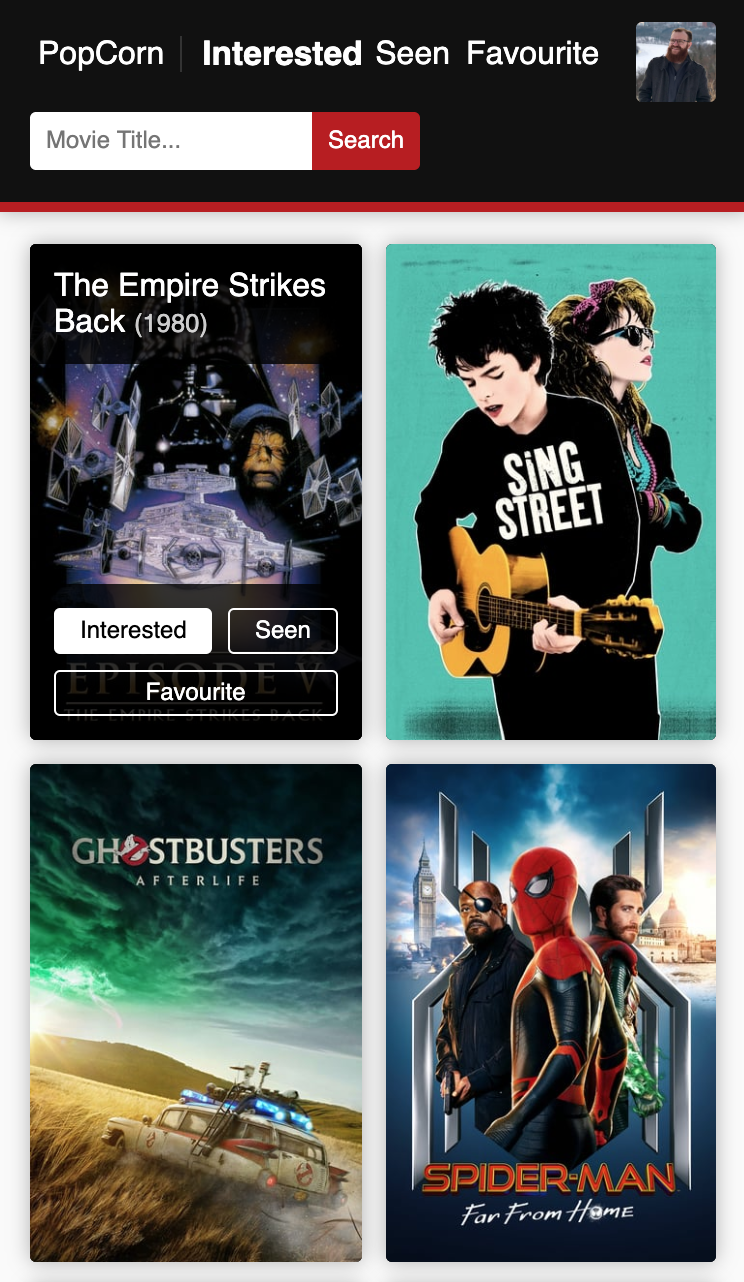 PopCorn
Interested
Seen
Favourite
Movie Title...
Search
The Empire Strikes
Back (1980)
Interested
Seen
Favourite
EPISODE V
THE EMPIRE STRIKES BACK
SiNG
STREET
GHOSTBUSTERS
AFTERLIFE
SPIDER-MAN
Far From Home